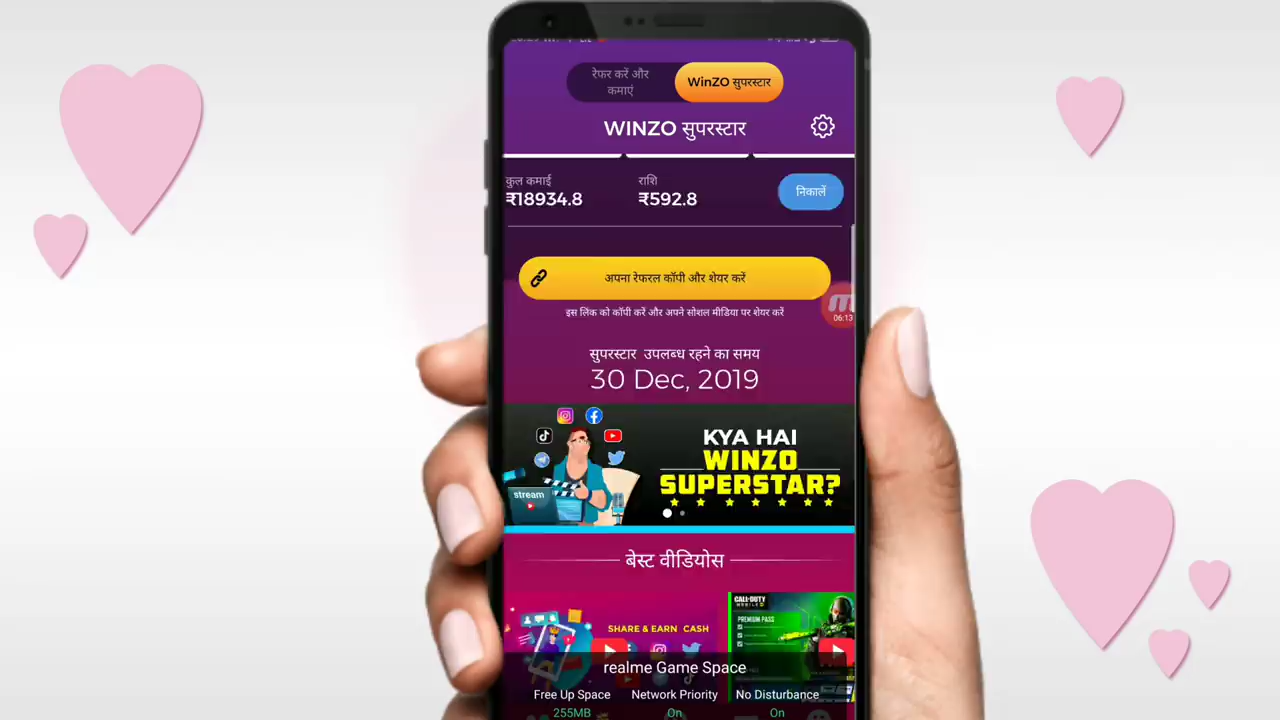 रेफर करें और
कमाएं
WinZO सुपरस्टार
WINZO सुपरस्टार
कुल कमाई
₹18934.8
राशि
₹592.8
निकालें
अपना रेफरल कॉपी और शेयर करें
इस लिंक को कॉपी करें और अपने सोशल मीडिया पर शेयर करें
06:13
सुपरस्टार उपलब्ध रहने का समय
30 Dec, 2019
KYA HAI
WINZO
SUPERSTAR?
stream
बेस्ट वीडियोस
SHARE & EARN CASH
CALL·DUTY
MOBILE
PREMIUM PASS
realme Game Space
Free Up Space
Network Priority
No Disturbance
255MB
On
On